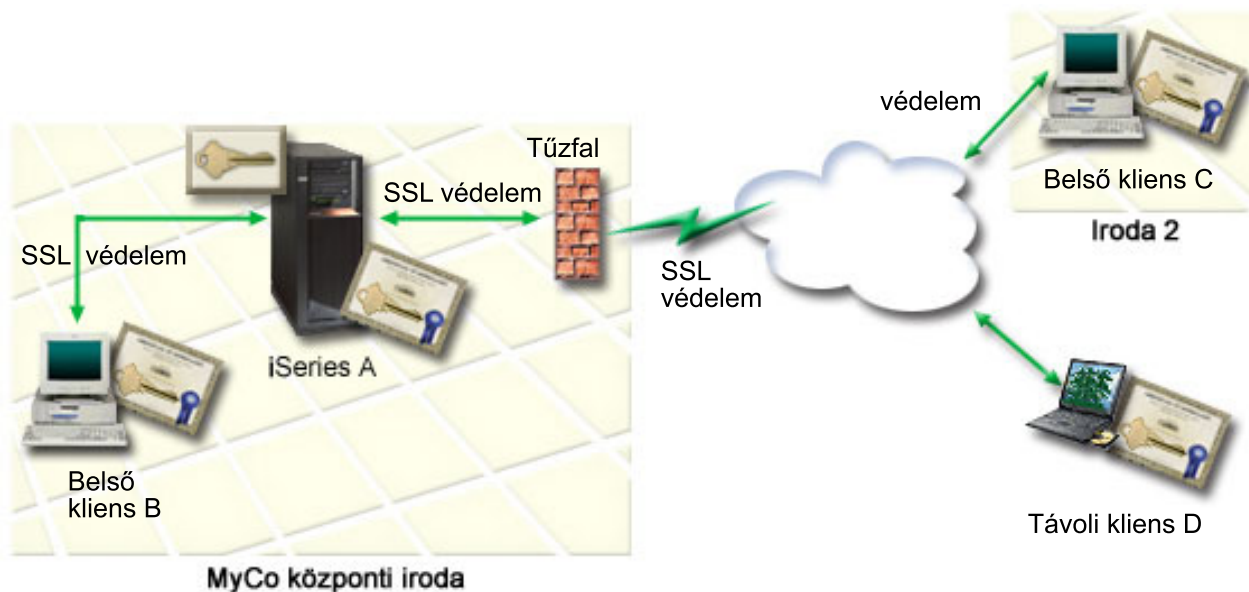 védelem
Belső kliens C
Iroda 2
Tűzfal
SSL védelem
SSL védelem
SSL
védelem
iSeries A
Belső
kliens B
Távoli kliens D
MyCo központi iroda